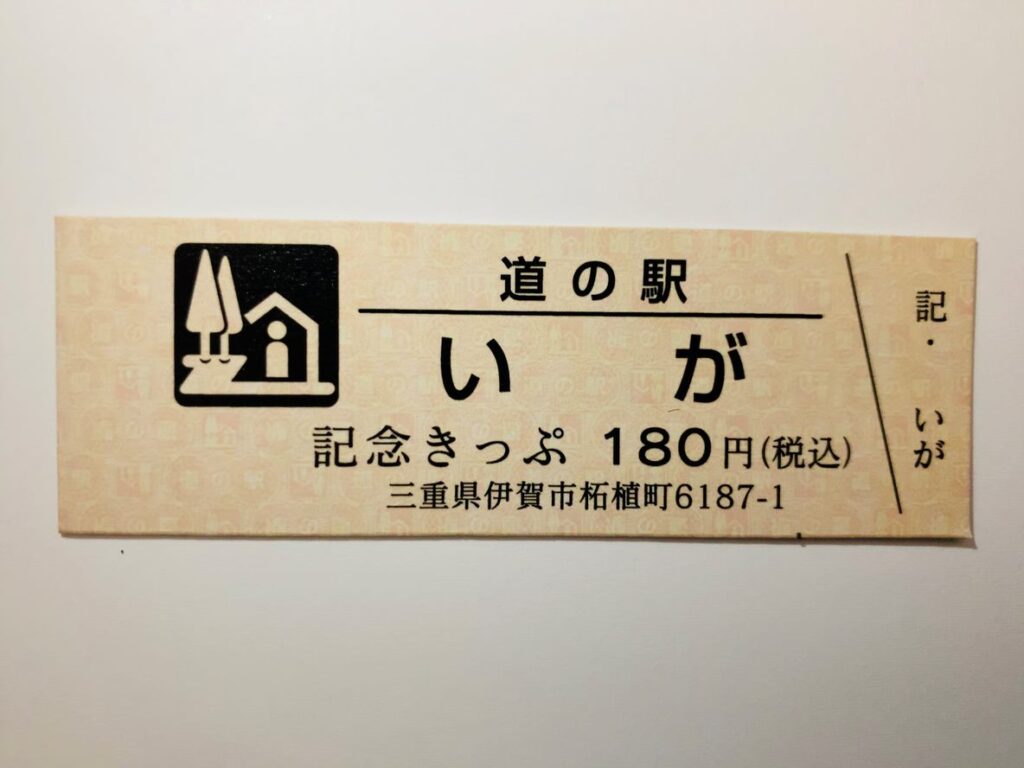 道の駅
いが
記念きっぷ 180円(税込)
三重県伊賀市柘植町6187-1
記・いが